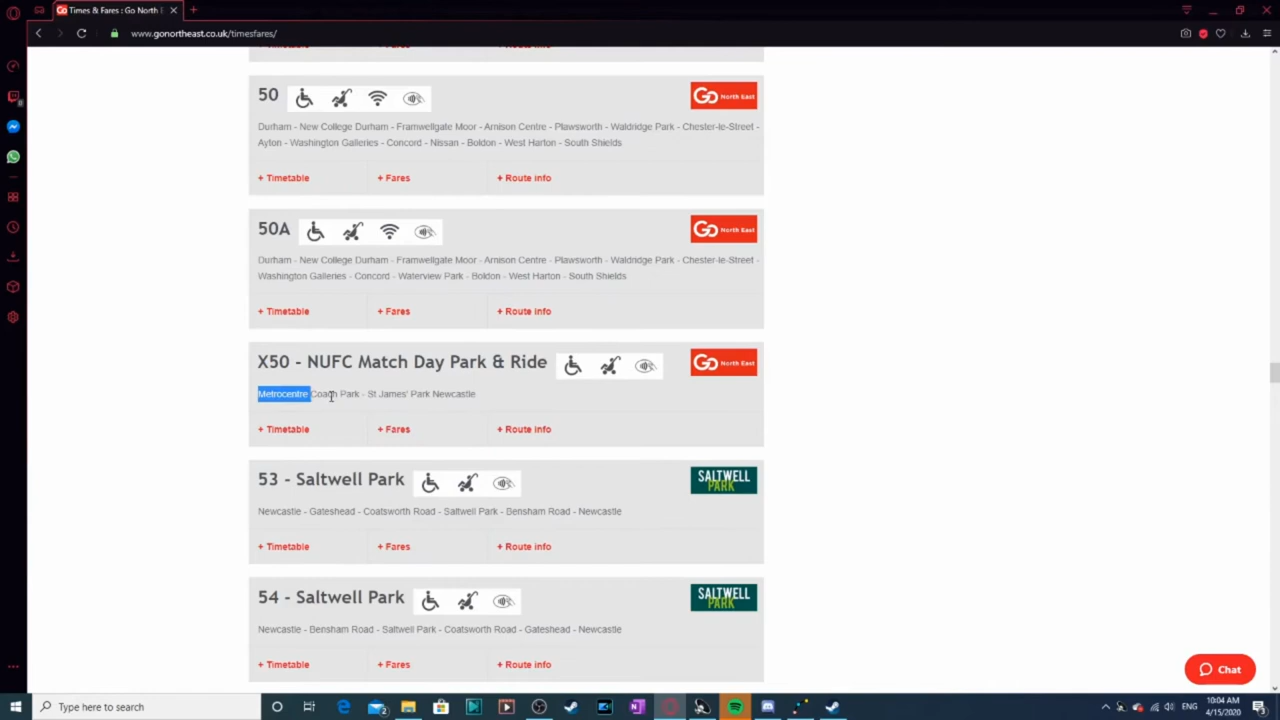 Times & Fares : Go North E
www.gonortheast.co.uk/timesfares/
+ Timetable + Fares + Route info
50
Go North East
Durham - New College Durham - Framwellgate Moor - Arnison Centre - Plawsworth - Waldridge Park - Chester-le-Street -
Ayton - Washington Galleries - Concord - Nissan - Boldon - West Harton - South Shields
+ Timetable + Fares + Route info
50A
Go North East
Durham - New College Durham - Framwellgate Moor - Arnison Centre - Plawsworth - Waldridge Park - Chester-le-Street -
Washington Galleries - Concord - Waterview Park - Boldon - West Harton - South Shields
+ Timetable + Fares + Route info
X50 - NUFC Match Day Park & Ride
Go North East
Metrocentre Coach Park - St James' Park Newcastle
+ Timetable + Fares + Route info
53 - Saltwell Park
SALTWELL
PARK
Newcastle - Gateshead - Coatsworth Road - Saltwell Park - Bensham Road - Newcastle
+ Timetable + Fares + Route info
54 - Saltwell Park
SALTWELL
PARK
Newcastle - Bensham Road - Saltwell Park - Coatsworth Road - Gateshead - Newcastle
+ Timetable + Fares + Route info
Chat
Type here to search
ENG
10:04 AM
4/15/2020